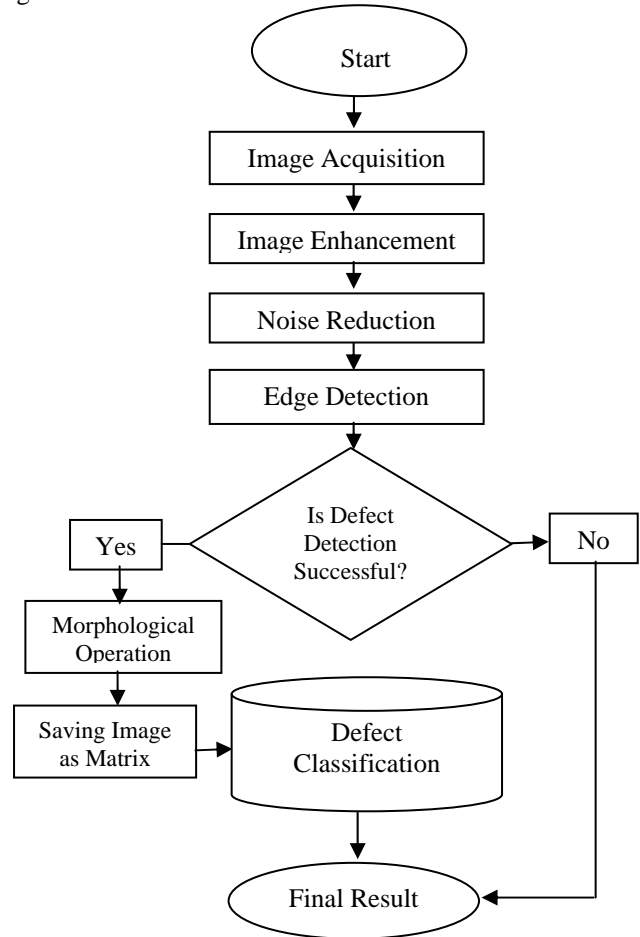 g
Start
Image Acquisition
Image Enhancement
Noise Reduction
Edge Detection
Is Defect
Detection
Successful?
Yes
No
Morphological
Operation
Saving Image
as Matrix
Defect
Classification
Final Result